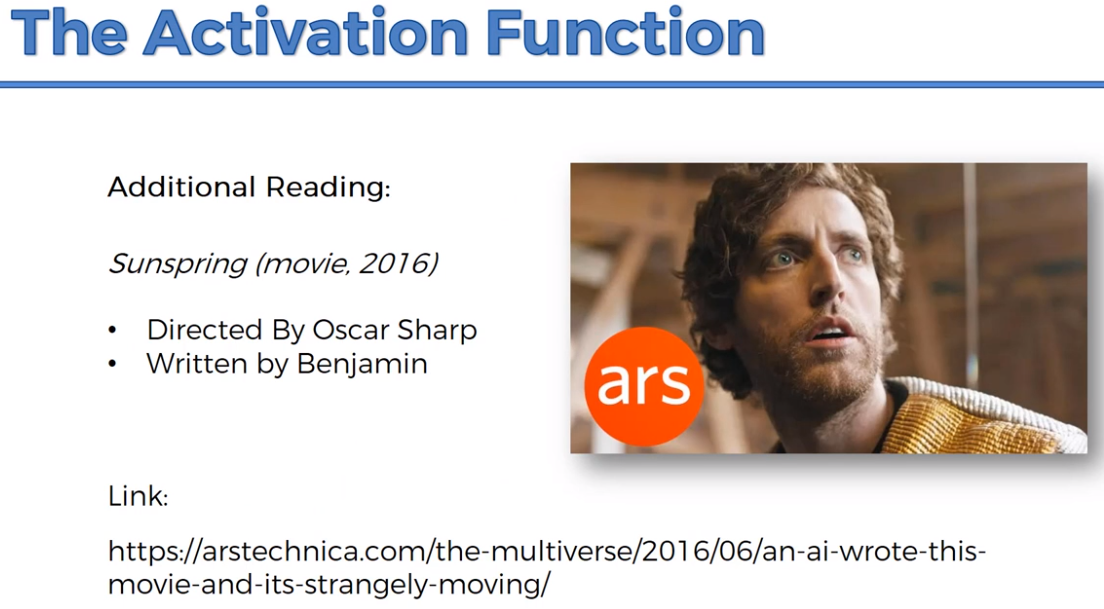 The Activation Function
Additional Reading:
Sunspring (movie, 2016)
• Directed By Oscar Sharp
• Written by Benjamin
ars
Link:
https://arstechnica.com/the-multiverse/2016/06/an-ai-wrote-this-
movie-and-its-strangely-moving/